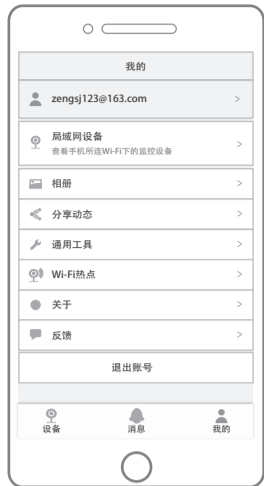 我的
zengsj123@163.com
局域网设备
查看手机所连Wi-Fi下的监控设备
相册
分享动态
通用工具
Wi-Fi热点
关于
反馈
退出账号
设备 消息 我的